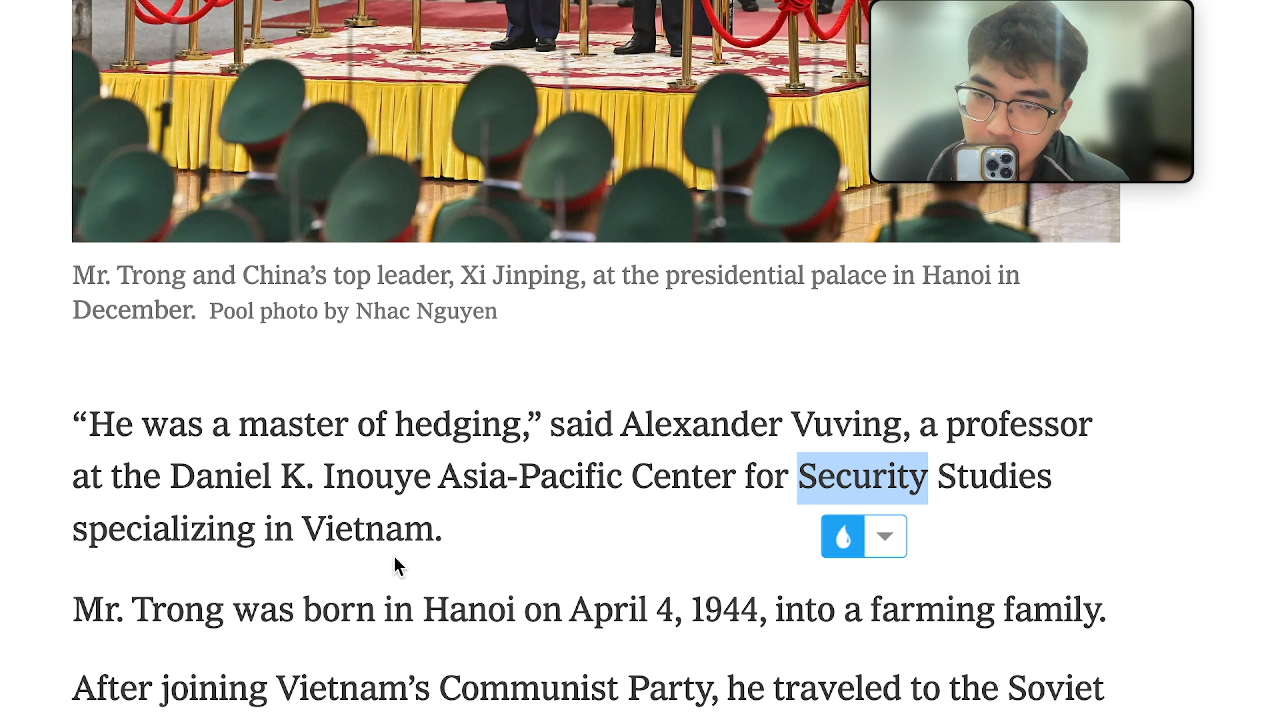 Mr. Trong and China’s top leader, Xi Jinping, at the presidential palace in Hanoi in
December. Pool photo by Nhac Nguyen
“He was a master of hedging,” said Alexander Vuving, a professor
at the Daniel K. Inouye Asia-Pacific Center for Security Studies
specializing in Vietnam.
Mr. Trong was born in Hanoi on April 4, 1944, into a farming family.
After joining Vietnam’s Communist Party, he traveled to the Soviet